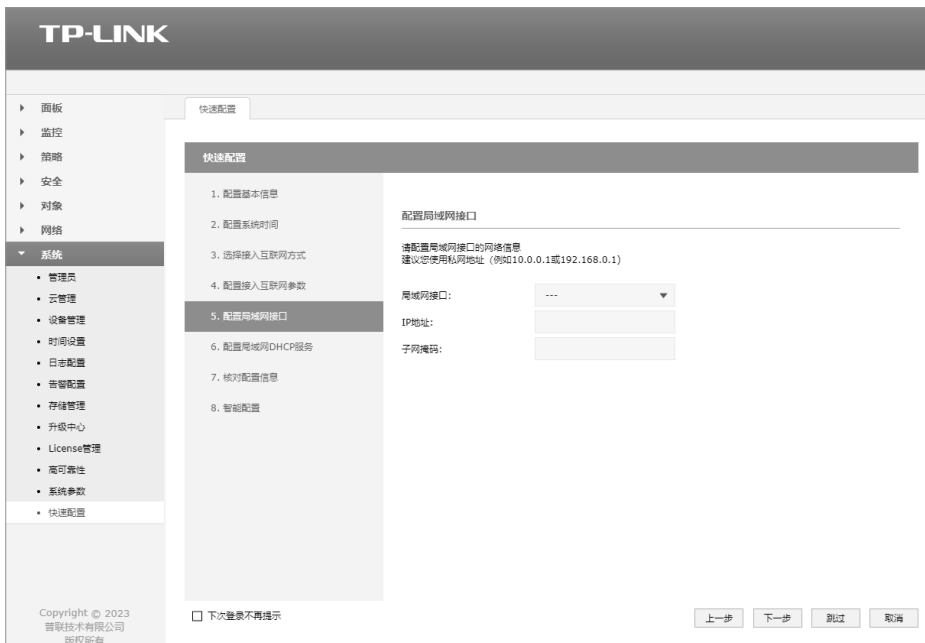 TP-LINK
面板
监控
策略
安全
对象
网络
系统
管理员
云管理
设备管理
时间设置
日志配置
告警配置
存储管理
升级中心
License管理
高可靠性
系统参数
快速配置
Copyright © 2023
普联技术有限公司
版权所有
快速配置
快速配置
1. 配置基本信息
2. 配置系统时间
3. 选择接入互联网方式
4. 配置接入互联网参数
5. 配置局域网接口
6. 配置局域网DHCP服务
7. 核对配置信息
8. 智能配置
配置局域网接口
请配置局域网接口的网络信息
建议您使用私网地址（例如10.0.0.1或192.168.0.1）
局域网接口: ---
IP地址:
子网掩码:
下次登录不再提示
上一步 下一步 跳过 取消